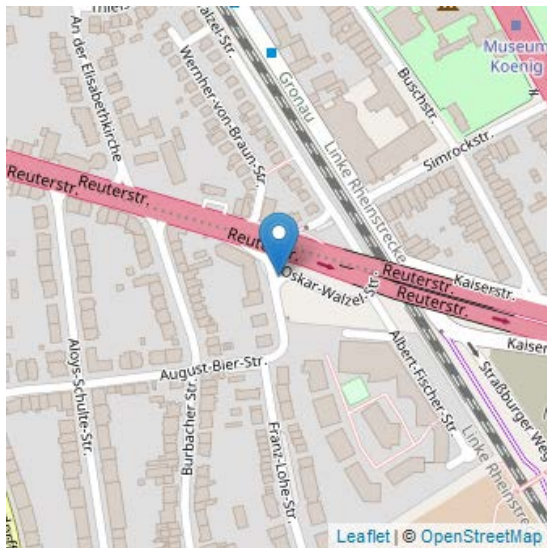 Thieis
An der Elisabethkirche
Walzel-Str.
Wernher-von-Braun-Str.
Gronau
Linke Rheinstrecke
Buschstr.
Simrockstr.
Museum
Koenig
Reuterstr.
Reuterstr.
Reuterstr.
Oskar-Walzel-Str.
Reuterstr.
Reuterstr.
Kaiserstr.
Kaiser
Aloys-Schulte-Str.
August-Bier-Str.
Burbacher Str.
Franz-Lohe-Str.
Albert-Fischer-Str.
Straßburger Weg
Linke Rheinstre
Leaflet | © OpenStreetMap